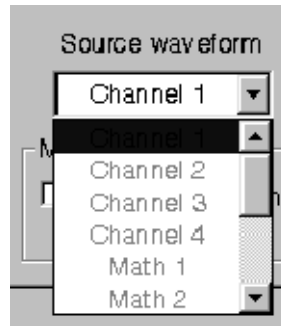 Source waveform
Channel 1
Channel 1
Channel 2
Channel 3
Channel 4
Math 1
Math 2